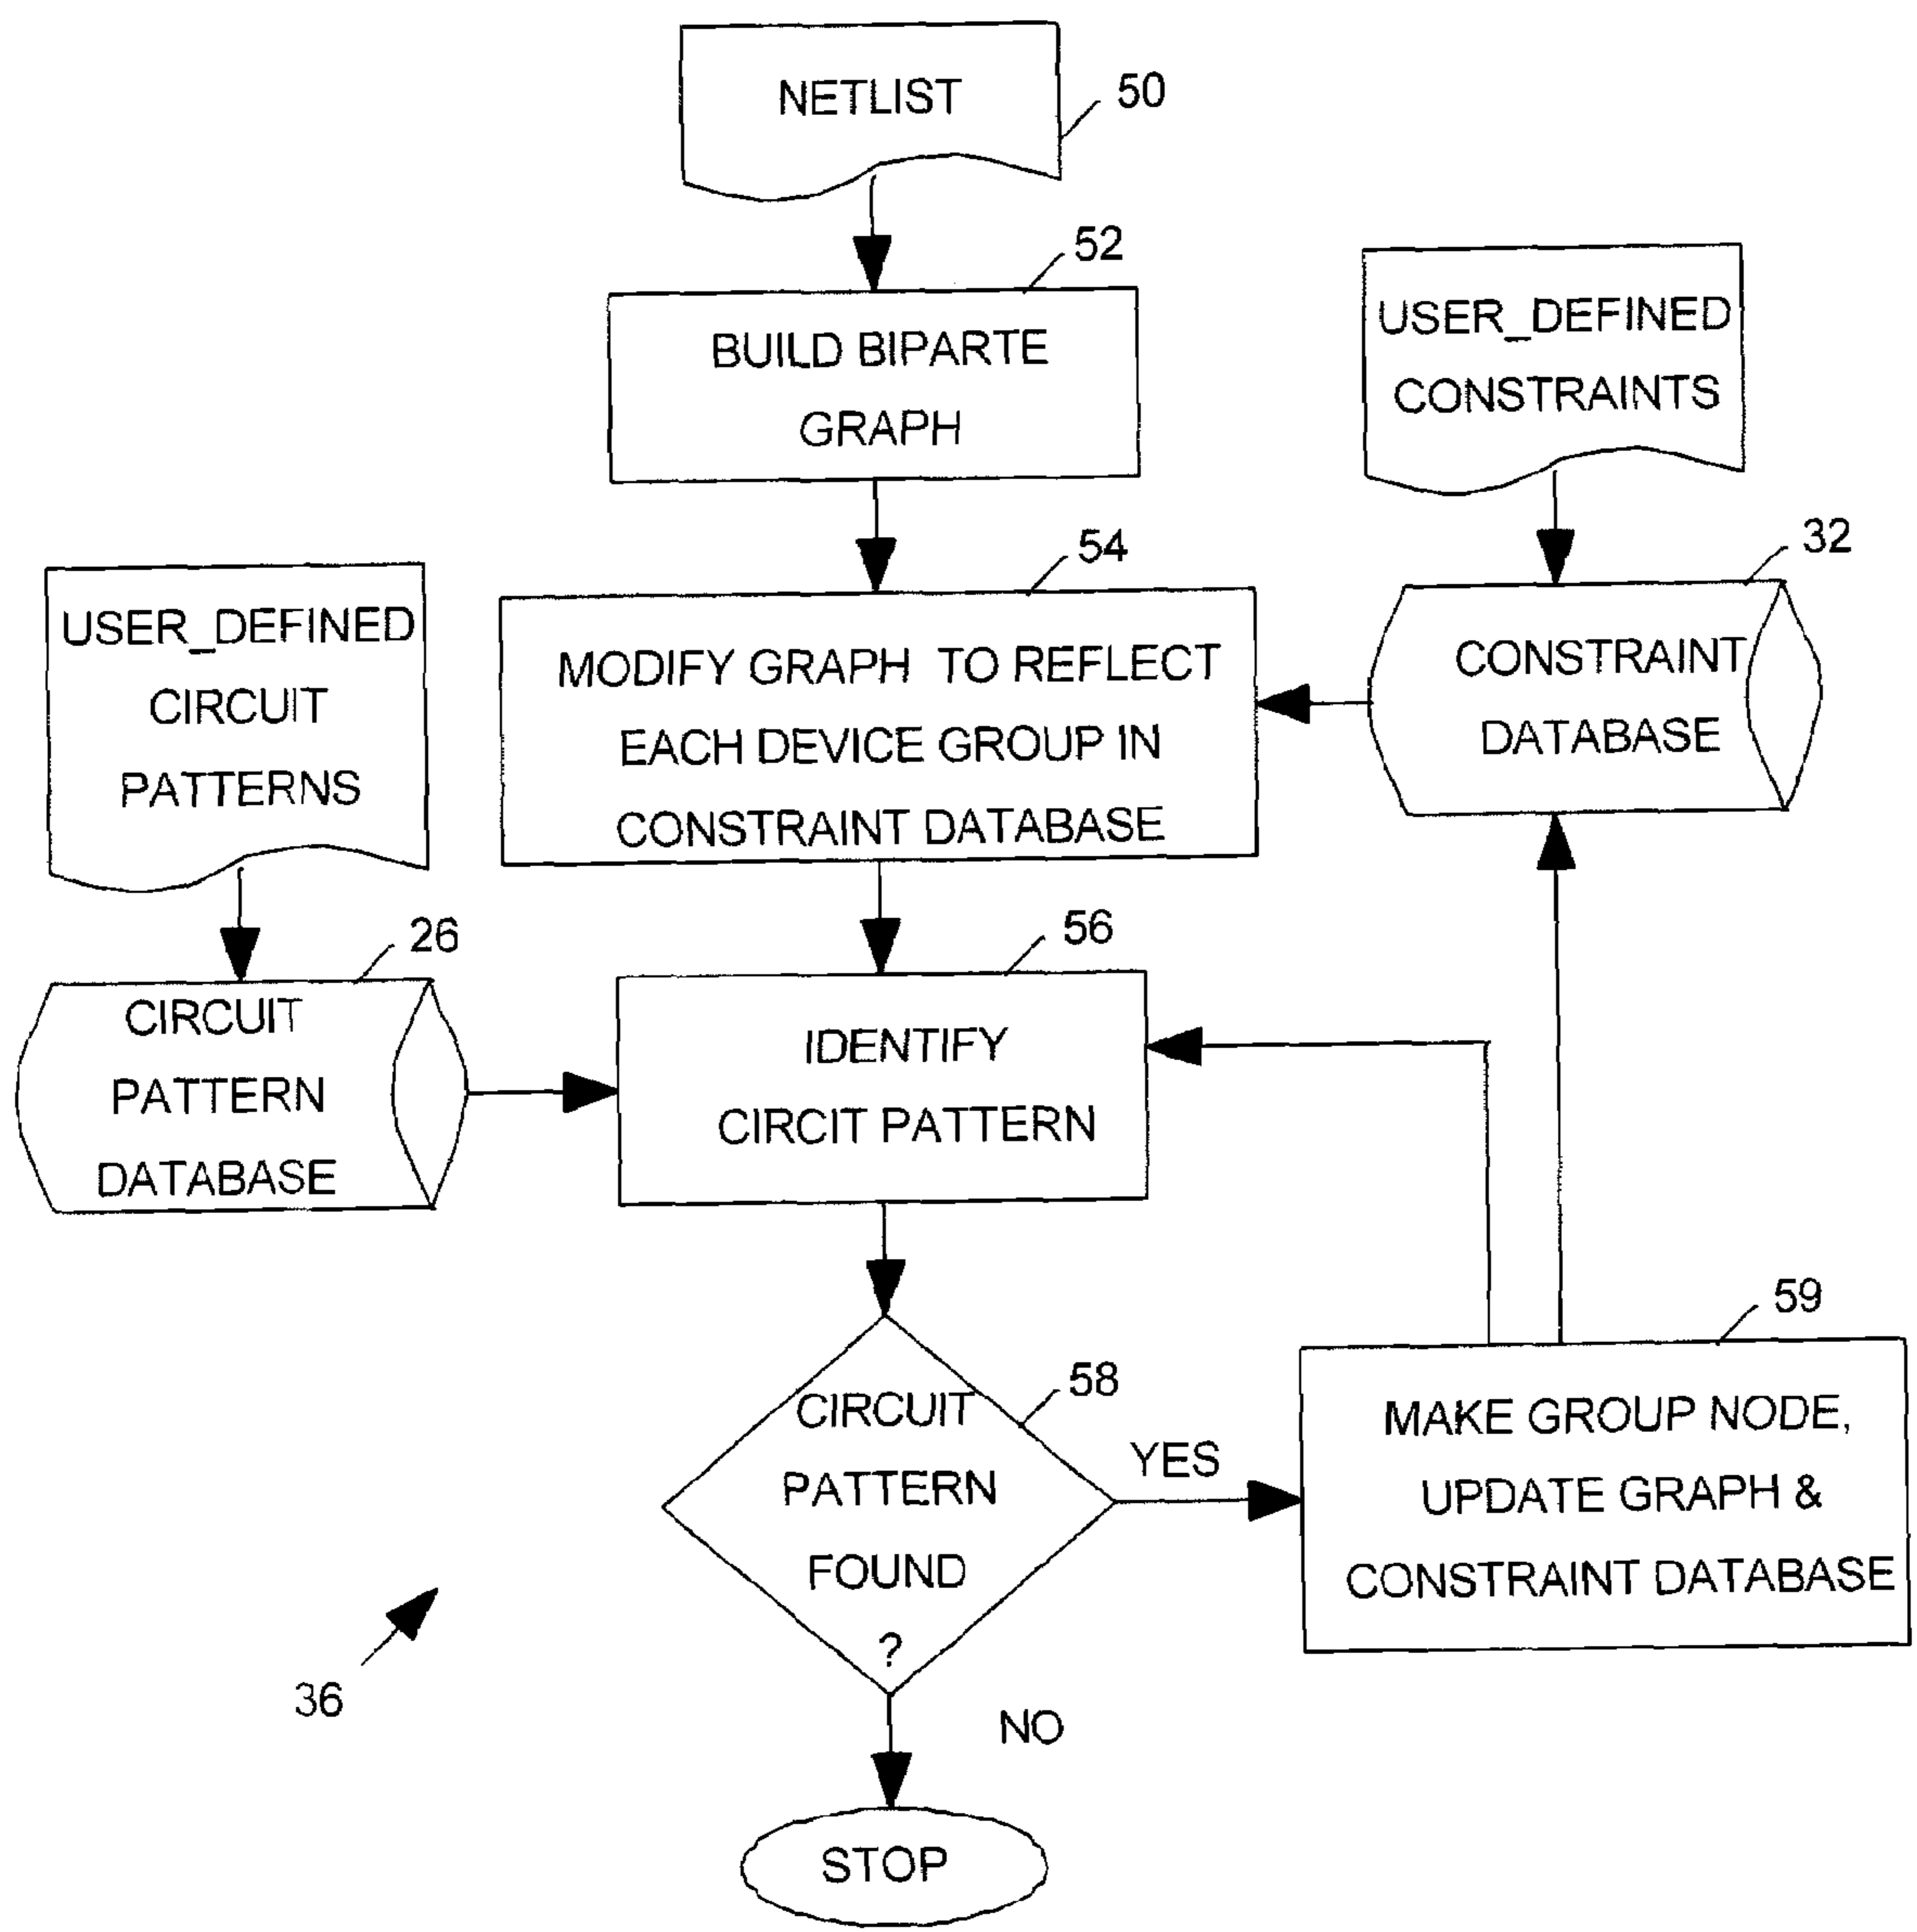 NETLIST
50
52
BUILD BIPARTE
GRAPH
USER_DEFINED
CONSTRAINTS
54
32
MODIFY GRAPH TO REFLECT
EACH DEVICE GROUP IN
CONSTRAINT DATABASE
CONSTRAINT
DATABASE
USER_DEFINED
CIRCUIT
PATTERNS
26
CIRCUIT
PATTERN
DATABASE
56
IDENTIFY
CIRCIT PATTERN
58
CIRCUIT
PATTERN
FOUND
?
YES
59
MAKE GROUP NODE,
UPDATE GRAPH &
CONSTRAINT DATABASE
36
NO
STOP